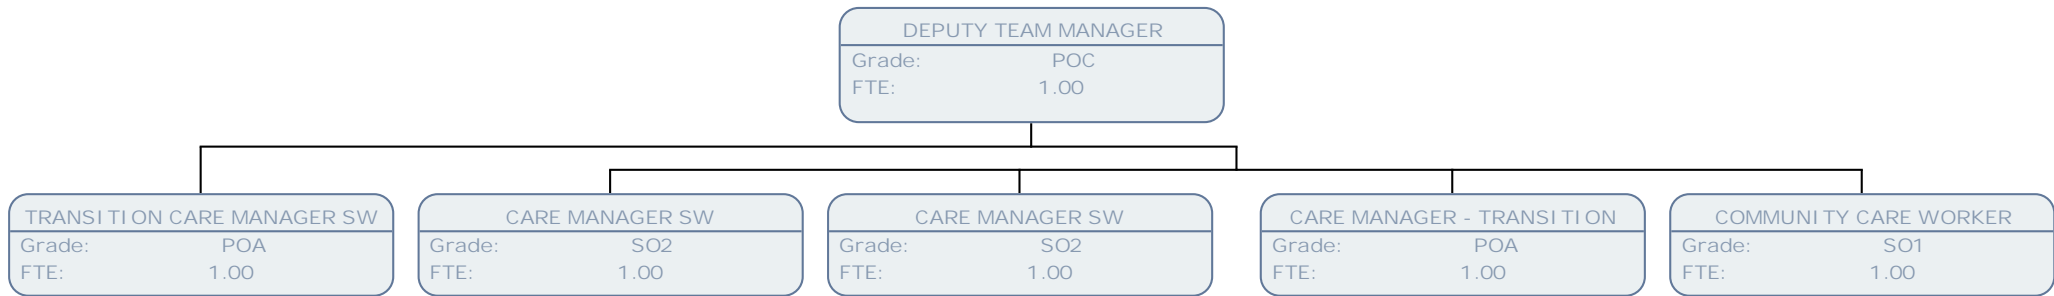 DEPUTY TEAM MANAGER
Grade: POC
FTE: 1.00
TRANSITION CARE MANAGER SW
Grade: POA
FTE: 1.00
CARE MANAGER SW
Grade: SO2
FTE: 1.00
CARE MANAGER SW
Grade: SO2
FTE: 1.00
CARE MANAGER - TRANSITION
Grade: POA
FTE: 1.00
COMMUNITY CARE WORKER
Grade: SO1
FTE: 1.00